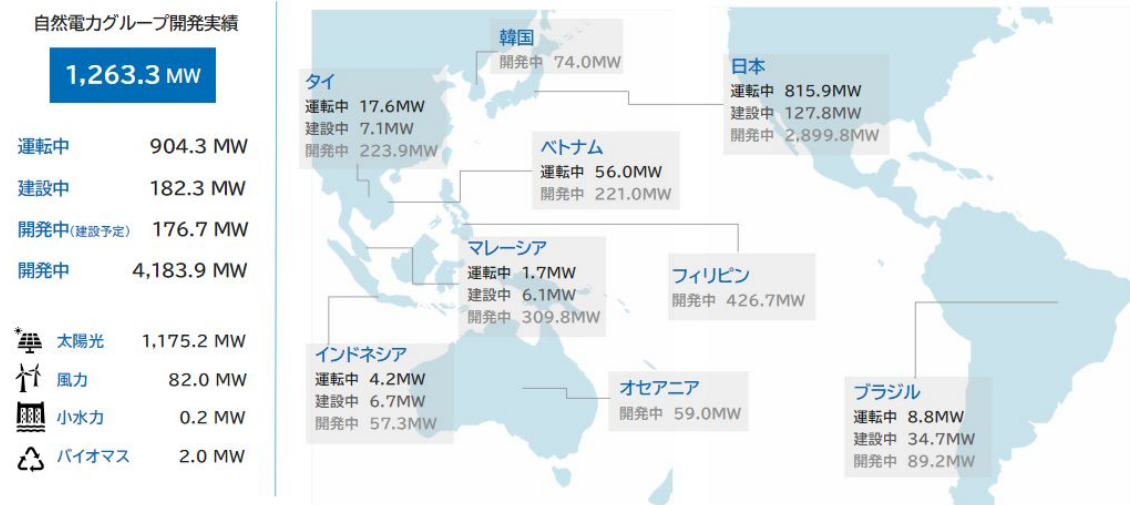 自然電力グループ開発実績
1,263.3 MW
運転中 904.3 MW
建設中 182.3 MW
開発中(建設予定) 176.7 MW
開発中 4,183.9 MW
太陽光 1,175.2 MW
風力 82.0 MW
小水力 0.2 MW
バイオマス 2.0 MW
韓国
開発中 74.0MW
タイ
運転中 17.6MW
建設中 7.1MW
開発中 223.9MW
日本
運転中 815.9MW
建設中 127.8MW
開発中 2,899.8MW
ベトナム
運転中 56.0MW
開発中 221.0MW
マレーシア
運転中 1.7MW
建設中 6.1MW
開発中 309.8MW
フィリピン
開発中 426.7MW
インドネシア
運転中 4.2MW
建設中 6.7MW
開発中 57.3MW
オセアニア
開発中 59.0MW
ブラジル
運転中 8.8MW
建設中 34.7MW
開発中 89.2MW